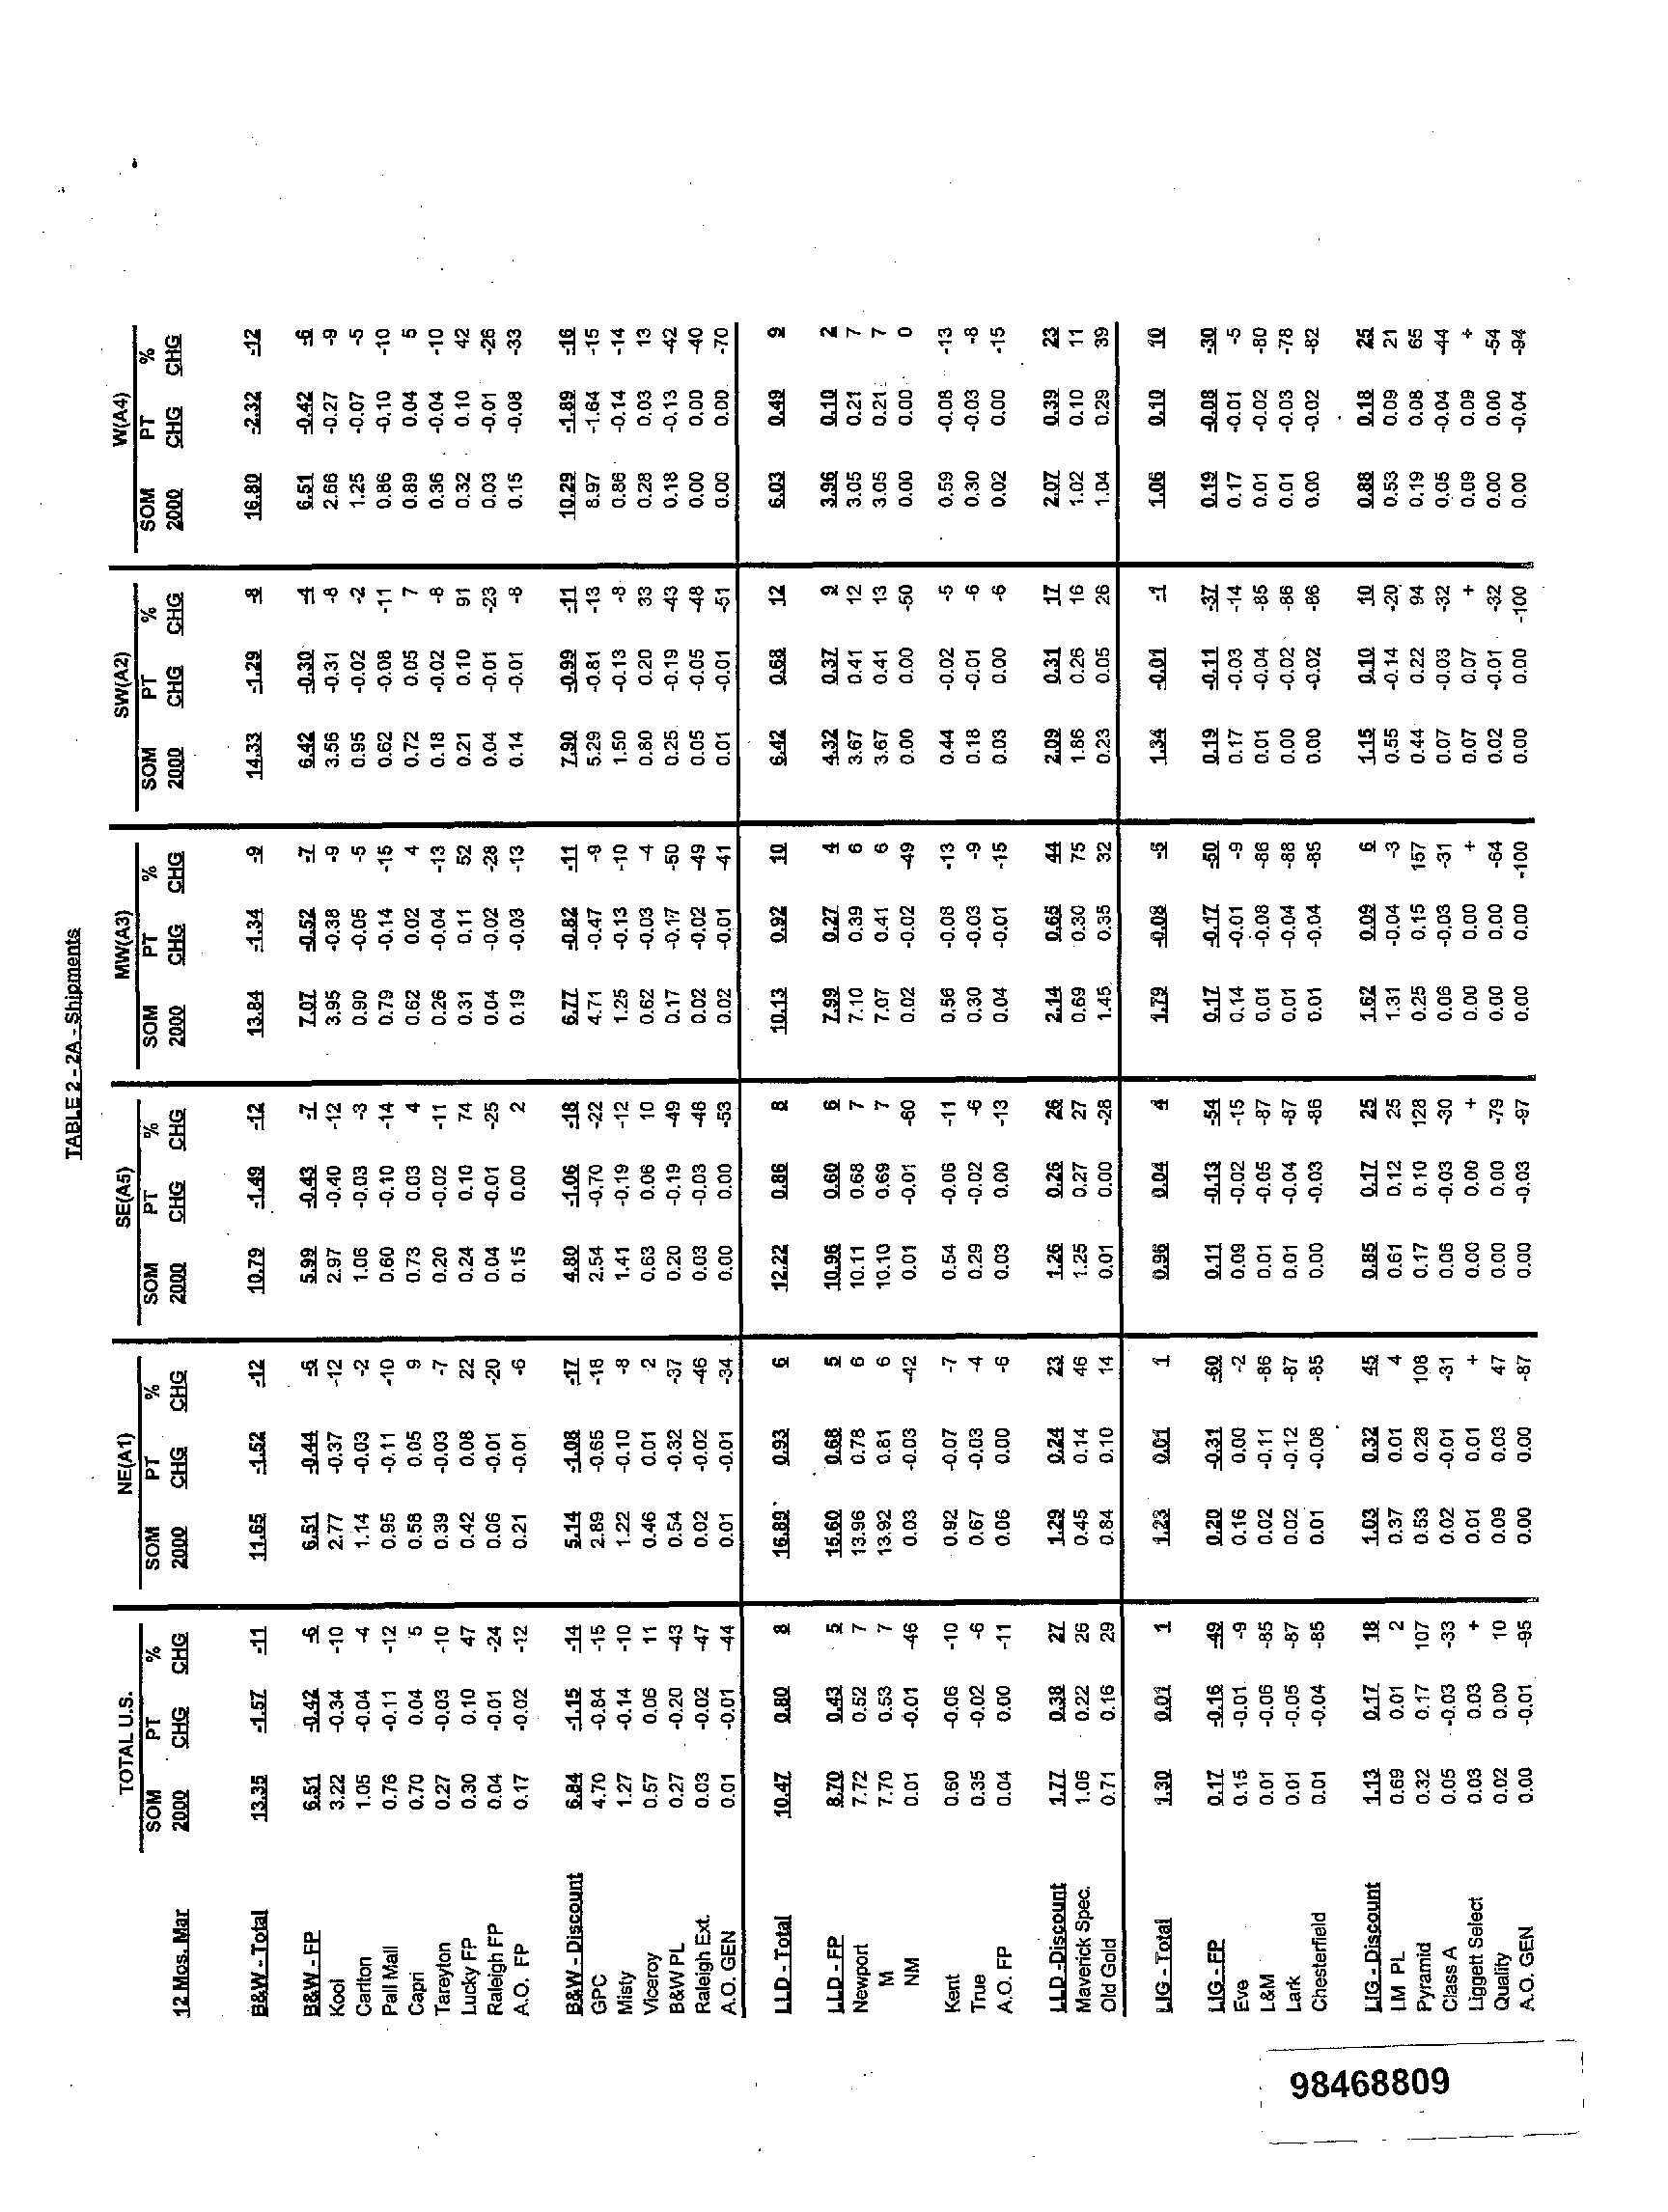 TABLE 2 - 2A - Shipments
TOTAL U.S. NE(A1) SE(A5) MW(A3) SW(A2) W(A4)
SOM PT % SOM PT % SOM PT % SOM PT % SOM PT % SOM PT %
12 Mos. Mar 2000 CHG CHG 2000 CHG CHG 2000 CHG CHG 2000 CHG CHG 2000 CHG CHG 2000 CHG CHG
B&W - Total 13.35 -1.57 -11 11.65 -1.52 -12 10.79 -1.49 -12 13.84 -1.34 -9 14.33 -1.29 -8 16.80 -2.32 -12
B&W - FP 6.51 -0.42 -6 6.51 -0.44 -6 5.99 -0.43 -7 7.07 -0.52 -7 6.42 -0.30 -4 6.51 -0.42 -6
Kool 3.22 -0.34 -10 2.77 -0.37 -12 2.97 -0.40 -12 3.95 -0.38 -9 3.56 -0.31 -8 2.66 -0.27 -9
Carlton 1.05 -0.04 -4 1.14 -0.03 -2 1.06 -0.03 -3 0.90 -0.05 -5 0.95 -0.02 -2 1.25 -0.07 -5
Pall Mall 0.76 -0.11 -12 0.95 -0.11 -10 0.60 -0.10 -14 0.79 -0.14 -15 0.62 -0.08 -11 0.86 -0.10 -10
Capri 0.70 0.04 5 0.58 0.05 9 0.73 0.03 4 0.62 0.02 4 0.72 0.05 7 0.89 0.04 5
Tareyton 0.27 -0.03 -10 0.39 -0.03 -7 0.20 -0.02 -11 0.26 -0.04 -13 0.18 -0.02 -8 0.36 -0.04 -10
Lucky FP 0.30 0.10 47 0.42 0.08 22 0.24 0.10 74 0.31 0.11 52 0.21 0.10 91 0.32 0.10 42
Raleigh FP 0.04 -0.01 -24 0.06 -0.01 -20 0.04 -0.01 -25 0.04 -0.02 -28 0.04 -0.01 -23 0.03 -0.01 -26
A.O. FP 0.17 -0.02 -12 0.21 -0.01 -6 0.15 0.00 2 0.19 -0.03 -13 0.14 -0.01 -8 0.15 -0.08 -33
B&W - Discount 6.84 -1.15 -14 5.14 -1.08 -17 4.80 -1.06 -18 6.77 -0.82 -11 7.90 -0.99 -11 10.29 -1.89 -16
GPC 4.70 -0.84 -15 2.89 -0.65 -18 2.54 -0.70 -22 4.71 -0.47 -9 5.29 -0.81 -13 8.97 -1.64 -15
Misty 1.27 -0.14 -10 1.22 -0.10 -8 1.41 -0.19 -12 1.25 -0.13 -10 1.50 -0.13 -8 0.86 -0.14 -14
Viceroy 0.57 0.06 11 0.46 0.01 2 0.63 0.06 10 0.62 -0.03 -4 0.80 0.20 33 0.28 0.03 13
B&W PL 0.27 -0.20 -43 0.54 -0.32 -37 0.20 -0.19 -49 0.17 -0.17 -50 0.25 -0.19 -43 0.18 -0.13 -42
Raleigh Ext. 0.03 -0.02 -47 0.02 -0.02 -46 0.03 -0.03 -46 0.02 -0.02 -49 0.05 -0.05 -48 0.00 0.00 -40
A.O. GEN 0.01 -0.01 -44 0.01 -0.01 -34 0.00 0.00 -53 0.02 -0.01 -41 0.01 -0.01 -51 0.00 0.00 -70
LLD - Total 10.47 0.80 8 16.89 0.93 6 12.22 0.86 8 10.13 0.92 10 6.42 0.68 12 6.03 0.49 9
LLD - FP 8.70 0.43 5 15.60 0.68 5 10.96 0.60 6 7.99 0.27 4 4.32 0.37 9 3.96 0.10 2
Newport 7.72 0.52 7 13.96 0.78 6 10.11 0.68 7 7.10 0.39 6 3.67 0.41 12 3.05 0.21 7
M 7.70 0.53 7 13.92 0.81 6 10.10 0.69 7 7.07 0.41 6 3.67 0.41 13 3.05 0.21 7
NM 0.01 -0.01 -46 0.03 -0.03 -42 0.01 -0.01 -60 0.02 -0.02 -49 0.00 0.00 -50 0.00 0.00 0
Kent 0.60 -0.06 -10 0.92 -0.07 -7 0.54 -0.06 -11 0.56 -0.08 -13 0.44 -0.02 -5 0.59 -0.08 -13
True 0.35 -0.02 -6 0.67 -0.03 -4 0.29 -0.02 -6 0.30 -0.03 -9 0.18 -0.01 -6 0.30 -0.03 -8
A.O. FP 0.04 0.00 -11 0.06 0.00 -6 0.03 0.00 -13 0.04 -0.01 -15 0.03 0.00 -6 0.02 0.00 -15
LLD -Discount 1.77 0.38 27 1.29 0.24 23 1.26 0.26 26 2.14 0.65 44 2.09 0.31 17 2.07 0.39 23
Maverick Spec. 1.06 0.22 26 0.45 0.14 46 1.25 0.27 27 0.69 0.30 75 1.86 0.26 16 1.02 0.10 11
Old Gold 0.71 0.16 29 0.84 0.10 14 0.01 0.00 -28 1.45 0.35 32 0.23 0.05 26 1.04 0.29 39
LIG - Total 1.30 0.01 1 1.23 0.01 1 0.96 0.04 4 1.79 -0.08 -5 1.34 -0.01 -1 1.06 0.10 10
LIG - FP 0.17 -0.16 -49 0.20 -0.31 -60 0.11 -0.13 -54 0.17 -0.17 -50 0.19 -0.11 -37 0.19 -0.08 -30
Eve 0.15 -0.01 -9 0.16 0.00 -2 0.09 -0.02 -15 0.14 -0.01 -9 0.17 -0.03 -14 0.17 -0.01 -5
L&M 0.01 -0.06 -85 0.02 -0.11 -86 0.01 -0.05 -87 0.01 -0.08 -86 0.01 -0.04 -85 0.01 -0.02 -80
Lark 0.01 -0.05 -87 0.02 -0.12 -87 0.01 -0.04 -87 0.01 -0.04 -88 0.00 -0.02 -86 0.01 -0.03 -78
Chesterfield 0.01 -0.04 -85 0.01 -0.08 -85 0.00 -0.03 -86 0.01 -0.04 -85 0.00 -0.02 -86 0.00 -0.02 -82
LIG - Discount 1.13 0.17 18 1.03 0.32 45 0.85 0.17 25 1.62 0.09 6 1.15 0.10 10 0.88 0.18 25
LM PL 0.69 0.01 2 0.37 0.01 4 0.61 0.12 25 1.31 -0.04 -3 0.55 -0.14 -20 0.53 0.09 21
Pyramid 0.32 0.17 107 0.53 0.28 108 0.17 0.10 128 0.25 0.15 157 0.44 0.22 94 0.19 0.08 65
Class A 0.05 -0.03 -33 0.02 -0.01 -31 0.06 -0.03 -30 0.06 -0.03 -31 0.07 -0.03 -32 0.05 -0.04 -44
Liggett Select 0.03 0.03 + 0.01 0.01 + 0.00 0.00 + 0.00 0.00 + 0.07 0.07 + 0.09 0.09 +
Quality 0.02 0.00 10 0.09 0.03 47 0.00 0.00 -79 0.00 0.00 -64 0.02 -0.01 -32 0.00 0.00 -54
A.O. GEN 0.00 -0.01 -95 0.00 0.00 -87 0.00 -0.03 -97 0.00 0.00 -100 0.00 0.00 -100 0.00 -0.04 -94
98468809